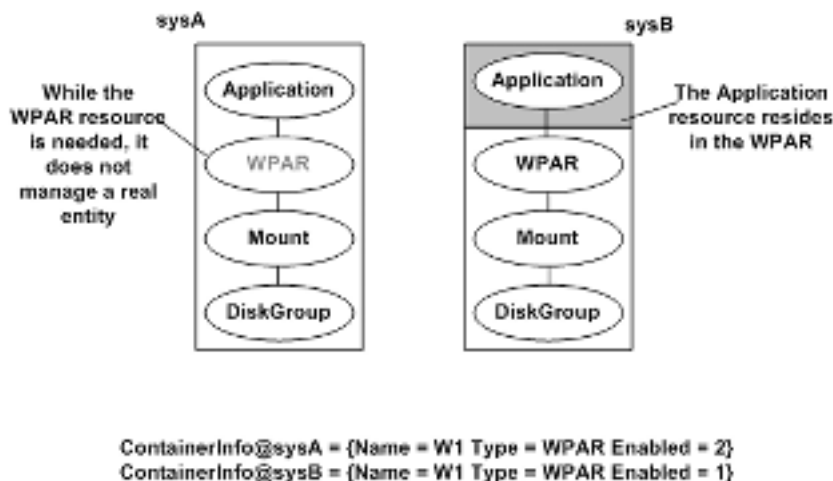 sysA
sysB
While the
WPAR resource
is needed, it
does not
manage a real
entity
Application
WPAR
Mount
DiskGroup
Application
WPAR
Mount
DiskGroup
The Application
resource resides
in the WPAR
ContainerInfo@sysA = {Name = W1 Type = WPAR Enabled = 2}
ContainerInfo@sysB = {Name = W1 Type = WPAR Enabled = 1}